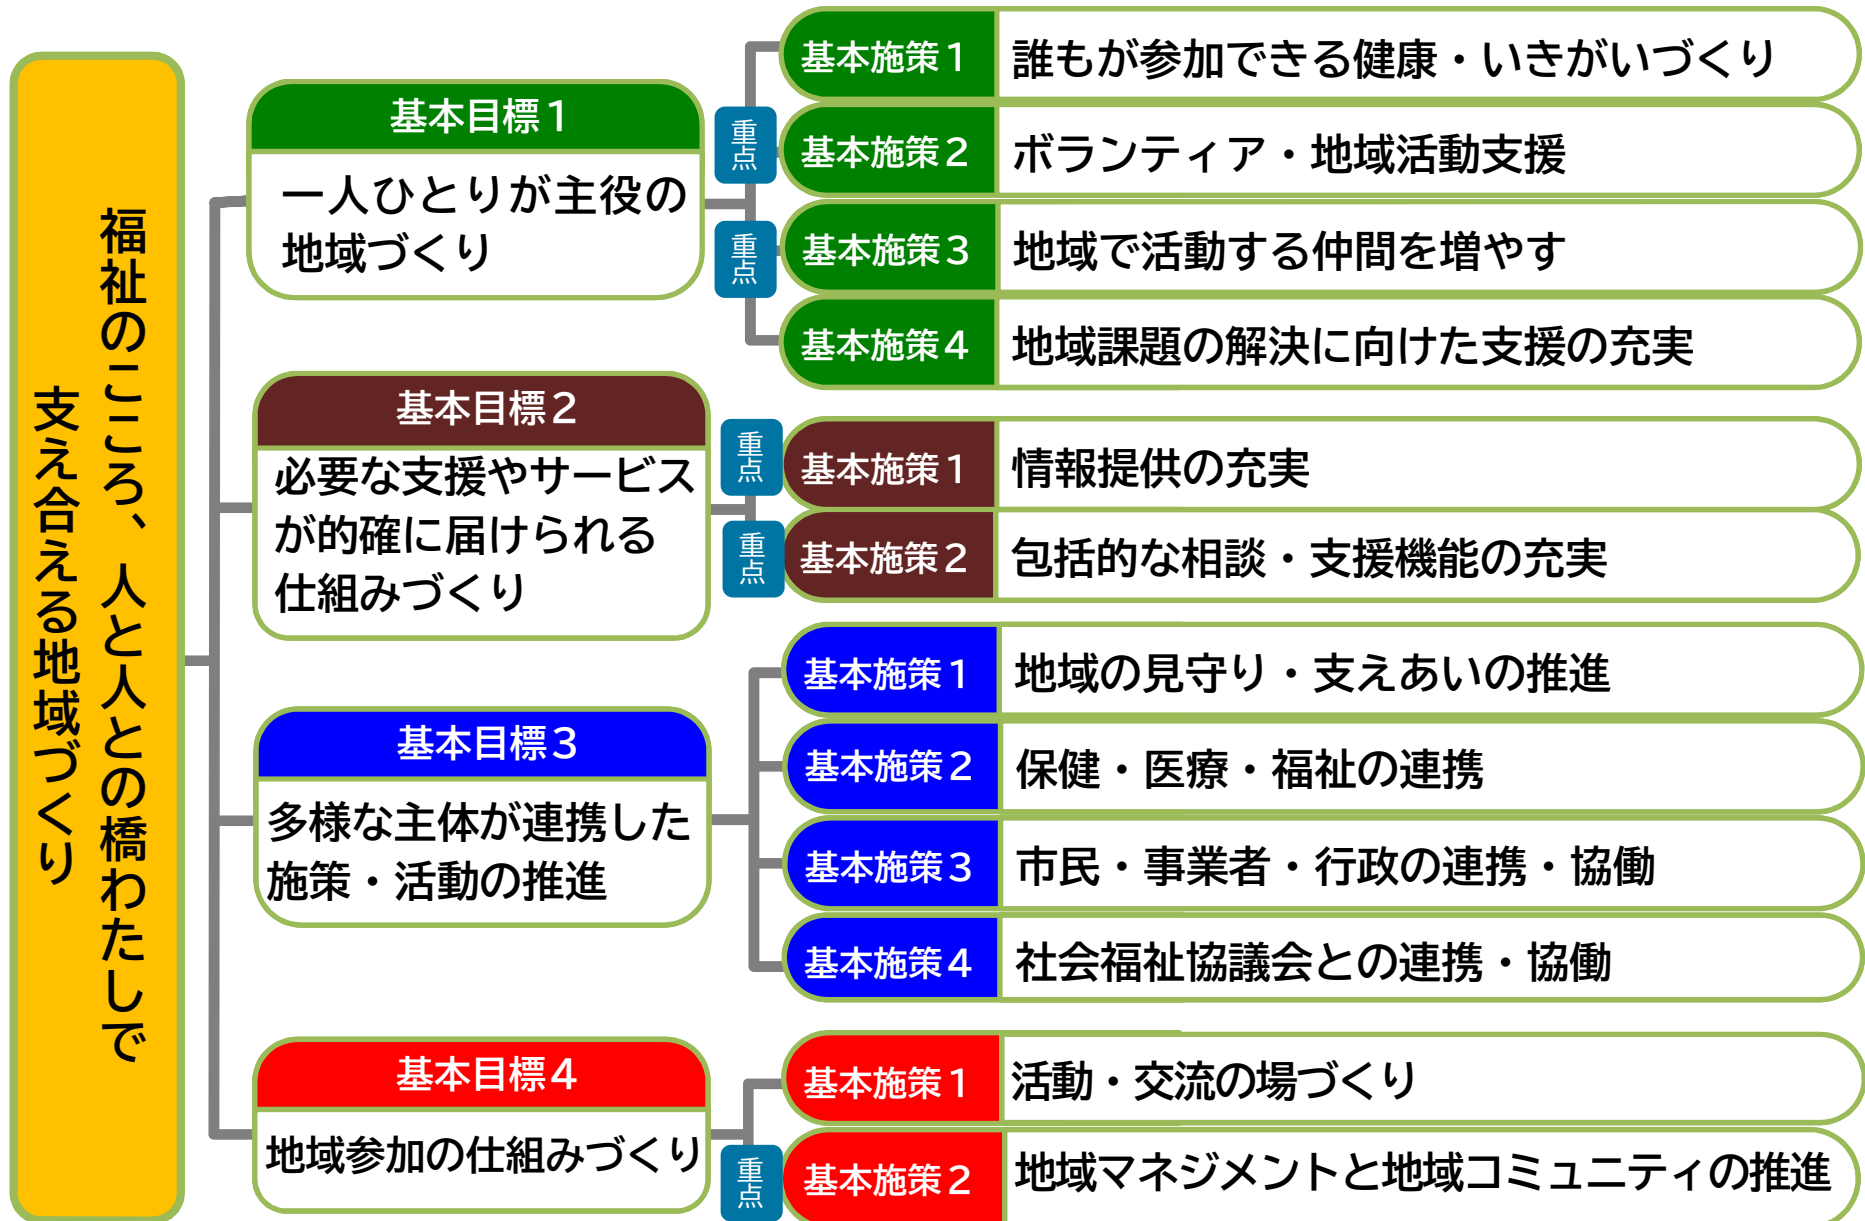 福祉のこころ、人と人との橋わたしで
支え合える地域づくり
基本目標1
一人ひとりが主役の
地域づくり
基本施策1
誰もが参加できる健康・いきがいづくり
重点
基本施策2
ボランティア・地域活動支援
重点
基本施策3
地域で活動する仲間を増やす
基本施策4
地域課題の解決に向けた支援の充実
基本目標2
必要な支援やサービス
が的確に届けられる
仕組みづくり
重点
基本施策1
情報提供の充実
重点
基本施策2
包括的な相談・支援機能の充実
基本目標3
多様な主体が連携した
施策・活動の推進
基本施策1
地域の見守り・支えあいの推進
基本施策2
保健・医療・福祉の連携
基本施策3
市民・事業者・行政の連携・協働
基本施策4
社会福祉協議会との連携・協働
基本目標4
地域参加の仕組みづくり
基本施策1
活動・交流の場づくり
重点
基本施策2
地域マネジメントと地域コミュニティの推進